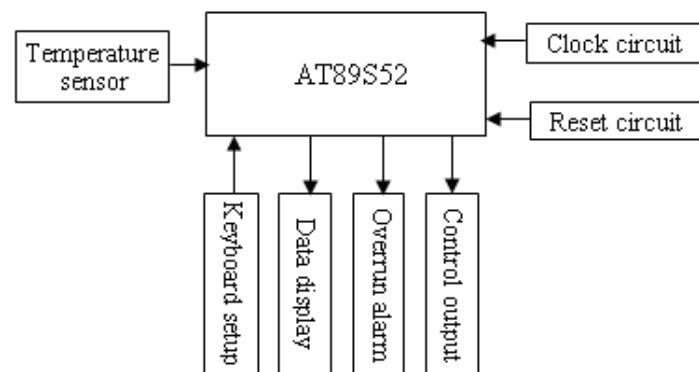 Temperature
sensor
AT89S52
Clock circuit
Reset circuit
Keyboard setup
Data display
Overrun alarm
Control output